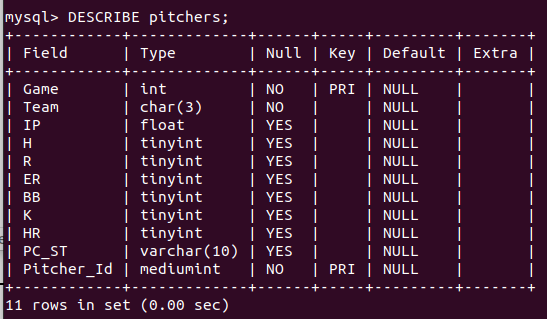 mysql> DESCRIBE pitchers;
+------------+-------------+------+-----+---------+-------+
| Field      | Type        | Null | Key | Default | Extra |
+------------+-------------+------+-----+---------+-------+
| Game       | int         | NO   | PRI | NULL    |       |
| Team       | char(3)     | NO   |     | NULL    |       |
| IP         | float       | YES  |     | NULL    |       |
| H          | tinyint     | YES  |     | NULL    |       |
| R          | tinyint     | YES  |     | NULL    |       |
| ER         | tinyint     | YES  |     | NULL    |       |
| BB         | tinyint     | YES  |     | NULL    |       |
| K          | tinyint     | YES  |     | NULL    |       |
| HR         | tinyint     | YES  |     | NULL    |       |
| PC_ST      | varchar(10) | YES  |     | NULL    |       |
| Pitcher_Id | mediumint   | NO   | PRI | NULL    |       |
+------------+-------------+------+-----+---------+-------+
11 rows in set (0.00 sec)